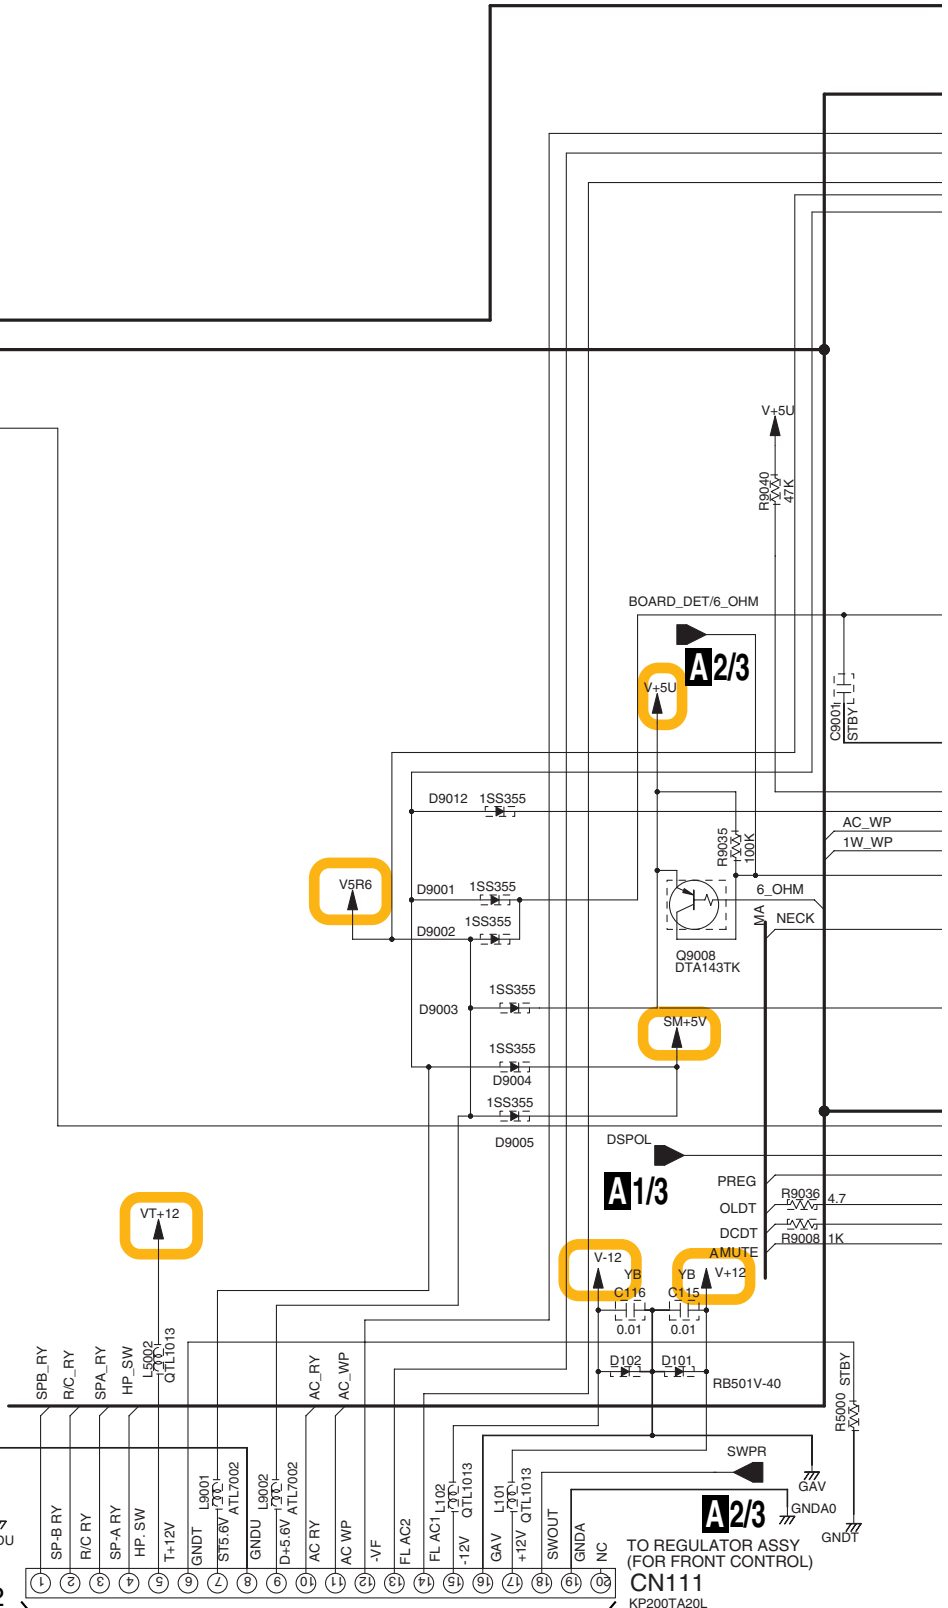 V+5U
R9040
47K
BOARD_DET/6_OHM
A 2/3
V+5U
C9001
STBY
D9012 1SS355
R9035
100K
AC_WP
1W_WP
V5R6
D9001 1SS355
6_OHM
1SS355
D9002
MA
NECK
Q9008
DTA143TK
1SS355
D9003
SM+5V
1SS355
D9004
1SS355
D9005
DSPOL
A 1/3
PREG
R9036 4.7
OLDT
DCDT
R9008 1K
AMUTE
VT+12
V-12
V+12
YB YB
C116 C115
0.01 0.01
D102 D101
RB501V-40
SPB_RY
R/C_RY
SPA_RY
HP_SW
L5002
QTL1013
AC_RY
AC_WP
STBY
R5000
SWPR
GAV
L9001
ATL7002
L9002
ATL7002
L102
QTL1013
L101
QTL1013
A 2/3
GNDA0
GNDT
SP-B RY
R/C RY
SP-A RY
HP. SW
T+12V
GNDT
ST5.6V
GNDU
D+5.6V
AC RY
AC WP
-VF
FL AC2
FL AC1
-12V
GAV
+12V
SWOUT
GNDA
NC
1 2 3 4 5 6 7 8 9 10 11 12 13 14 15 16 17 18 19 20
TO REGULATOR ASSY
(FOR FRONT CONTROL)
CN111
KP200TA20L